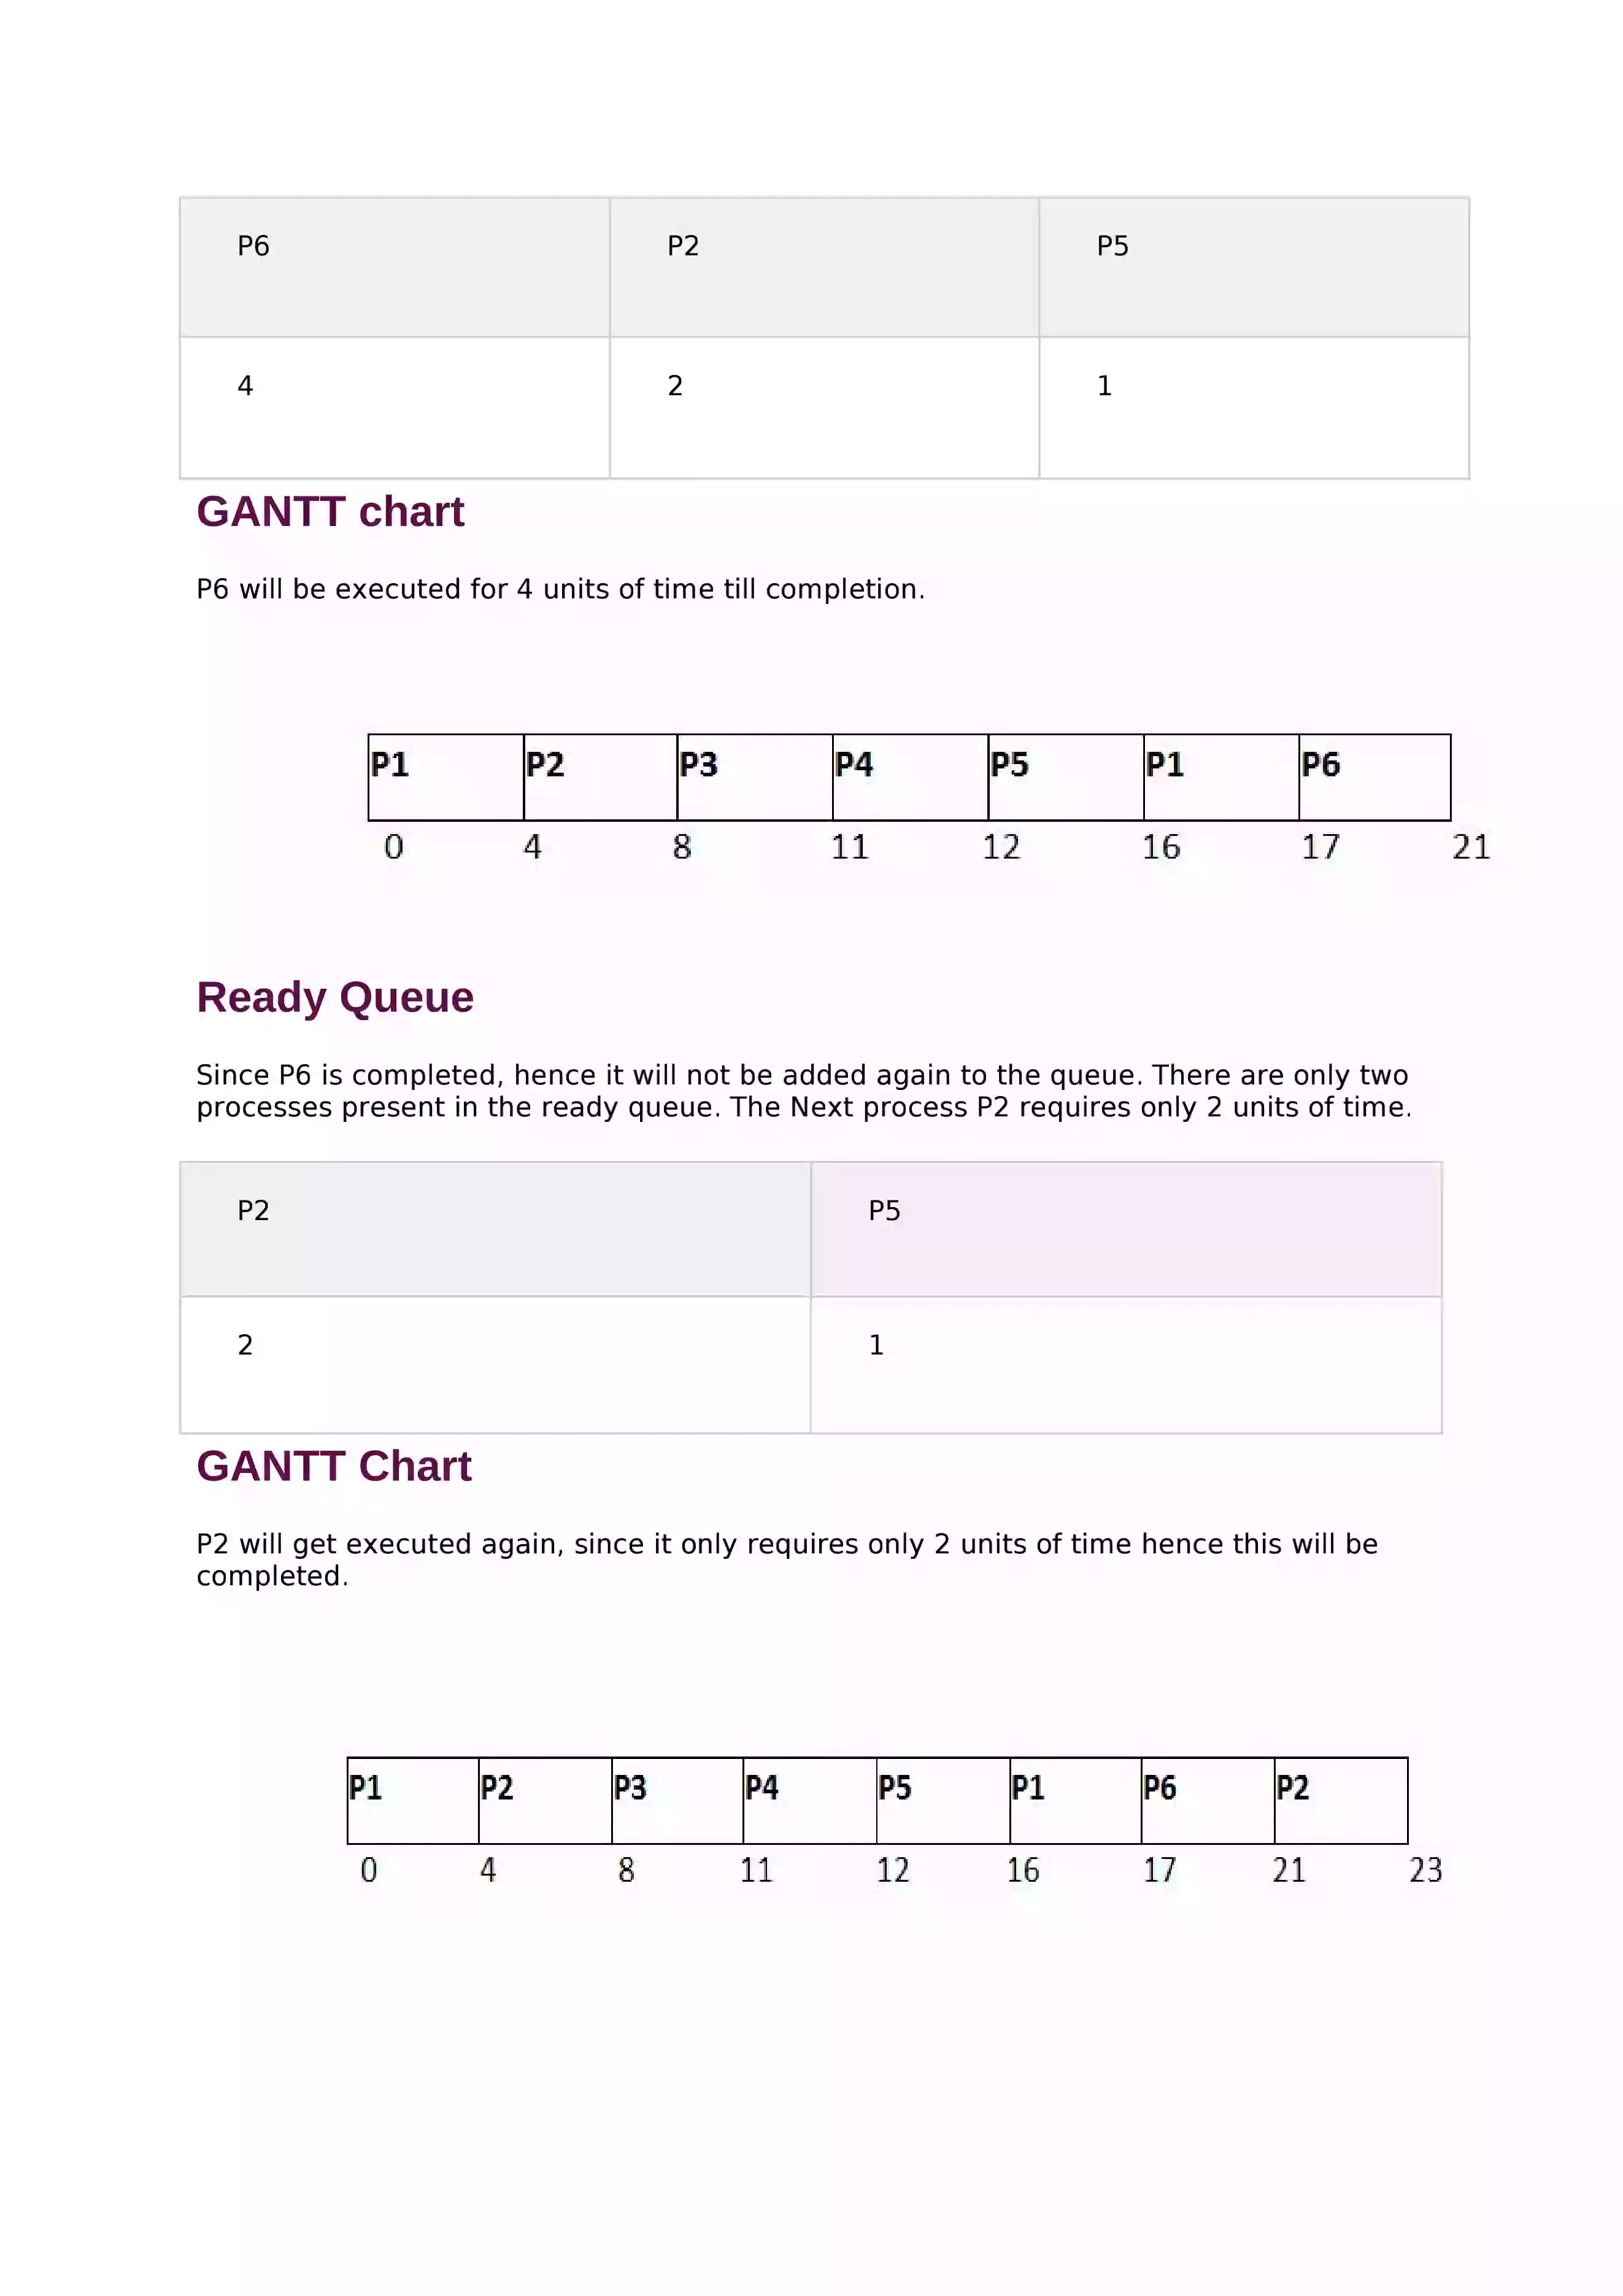 P6 P2 P5
4 2 1
GANTT chart
P6 will be executed for 4 units of time till completion.
P1 P2 P3 P4 P5 P1 P6
0 4 8 11 12 16 17 21
Ready Queue
Since P6 is completed, hence it will not be added again to the queue. There are only two
processes present in the ready queue. The Next process P2 requires only 2 units of time.
P2 P5
2 1
GANTT Chart
P2 will get executed again, since it only requires only 2 units of time hence this will be
completed.
P1 P2 P3 P4 P5 P1 P6 P2
0 4 8 11 12 16 17 21 23